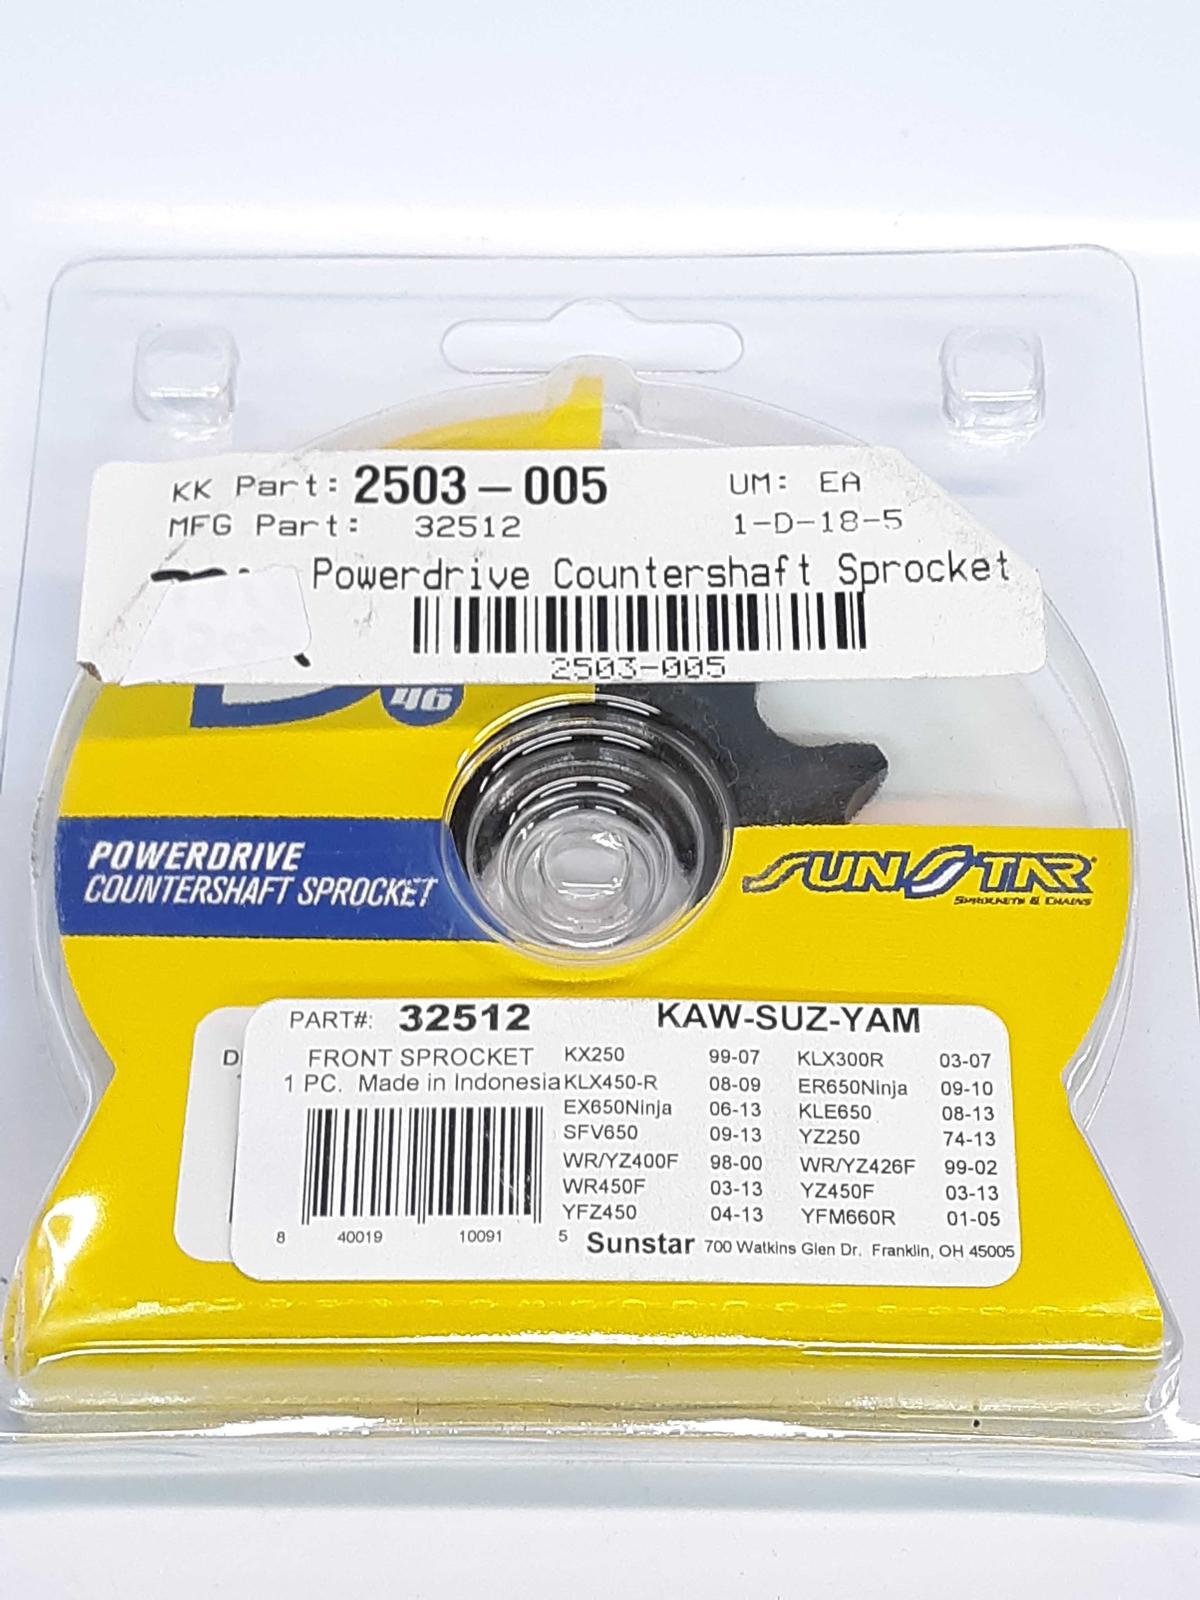 KK Part: 2503-005 UM: EA
MFG Part: 32512 1-D-18-5
Powerdrive Countershaft Sprocket
2503-005
46
POWERDRIVE
COUNTERSHAFT SPROCKET
SUNSTAR
SPROCKETS & CHAINS
PART#: 32512 KAW-SUZ-YAM
D
FRONT SPROCKET KX250 99-07 KLX300R 03-07
1 PC. Made in Indonesia KLX450-R 08-09 ER650Ninja 09-10
EX650Ninja 06-13 KLE650 08-13
SFV650 09-13 YZ250 74-13
WR/YZ400F 98-00 WR/YZ426F 99-02
WR450F 03-13 YZ450F 03-13
YFZ450 04-13 YFM660R 01-05
8 40019 10091 5 Sunstar 700 Watkins Glen Dr. Franklin, OH 45005